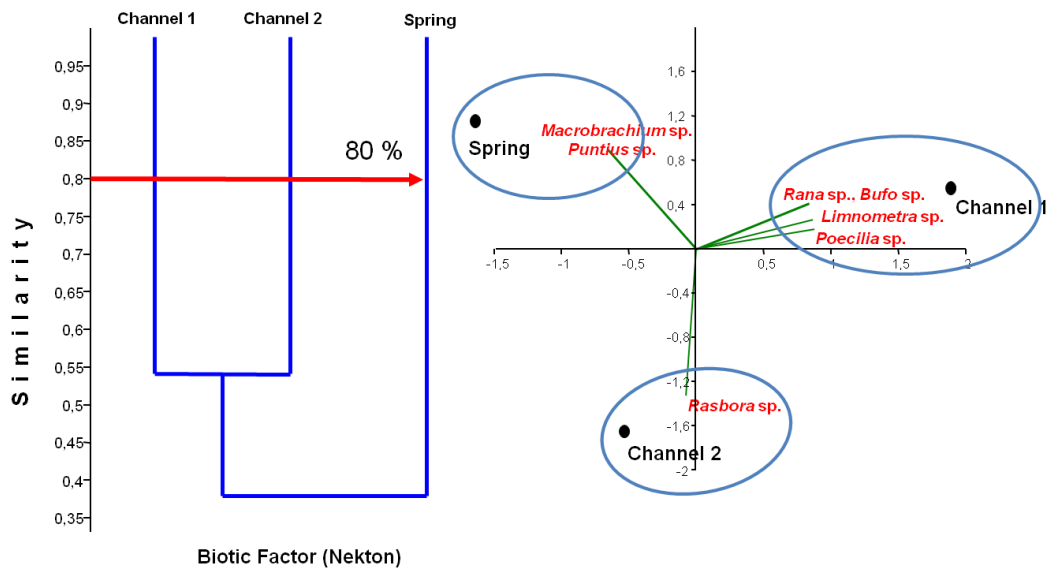 Channel 1
Channel 2
Spring
0,95
0,9
0,85
0,8
0,75
0,7
0,65
0,6
0,55
0,5
0,45
0,4
0,35
Similarity
80 %
Biotic Factor (Nekton)
1,6
1,2
0,8
0,4
-0,4
-0,8
-1,2
-1,6
-2
-1,5
-1
-0,5
0,5
1
1,5
2
Macrobrachium sp.
Puntius sp.
Spring
Rana sp., Bufo sp.
Limnometra sp.
Poecilia sp.
Channel 1
Rasbora sp.
Channel 2